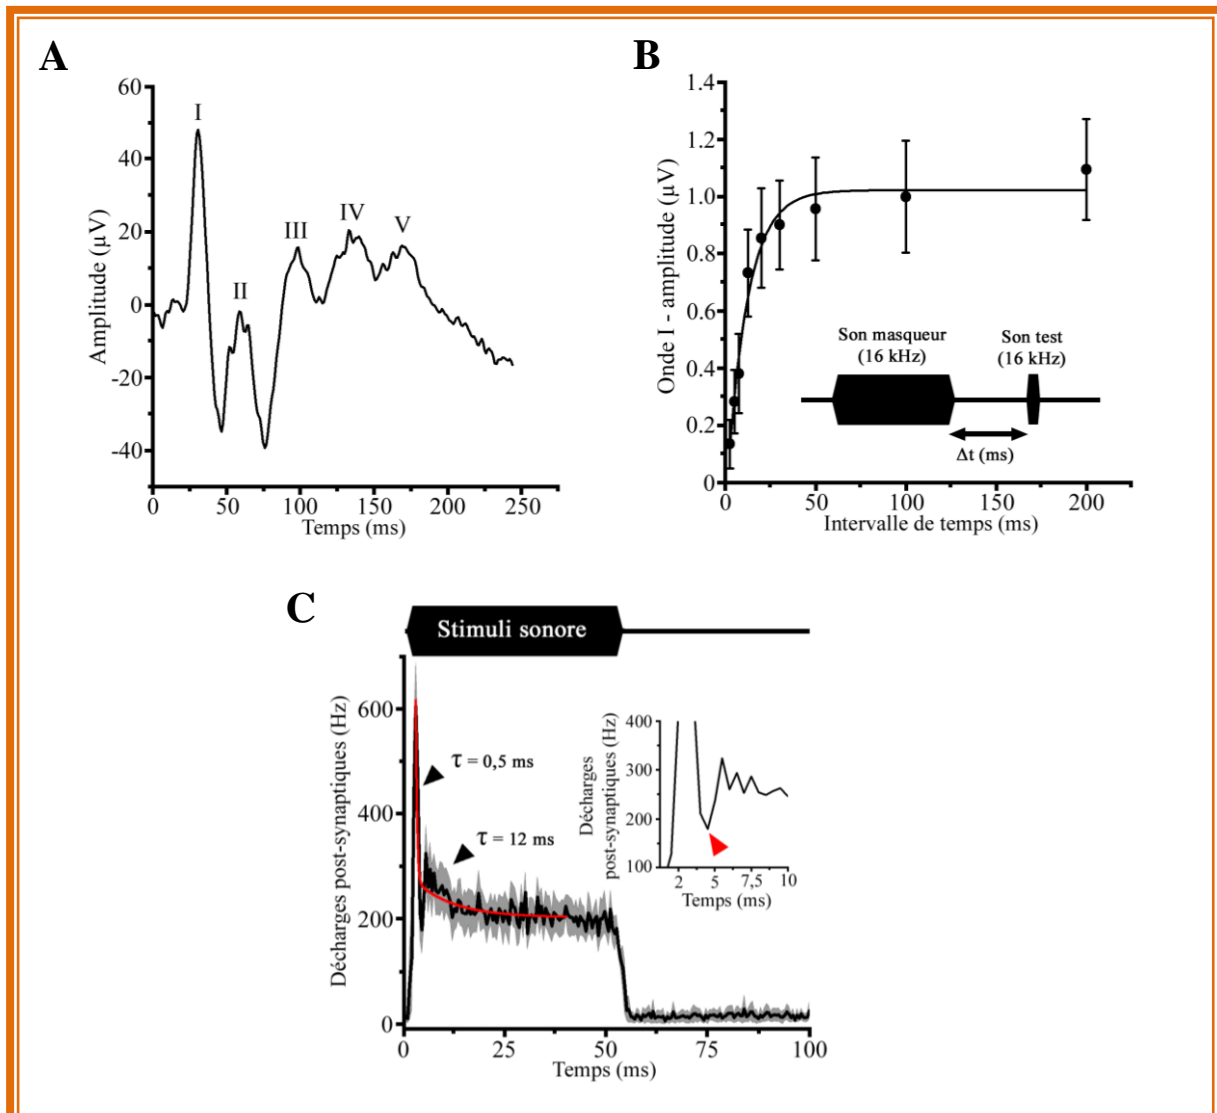 A
60
40
20
0
-20
-40
Amplitude (µV)
I
II
III
IV
V
0 50 100 150 200 250
Temps (ms)
B
1.4
1.2
1.0
0.8
0.6
0.4
0.2
0
Onde I - amplitude (µV)
Son masqueur
(16 kHz)
Son test
(16 kHz)
Δt (ms)
0 50 100 150 200
Intervalle de temps (ms)
C
Stimuli sonore
600
400
200
0
Décharges post-synaptiques (Hz)
τ = 0,5 ms
τ = 12 ms
400
300
200
100
Décharges
post-synaptiques (Hz)
2 5 7,5 10
Temps (ms)
0 25 50 75 100
Temps (ms)